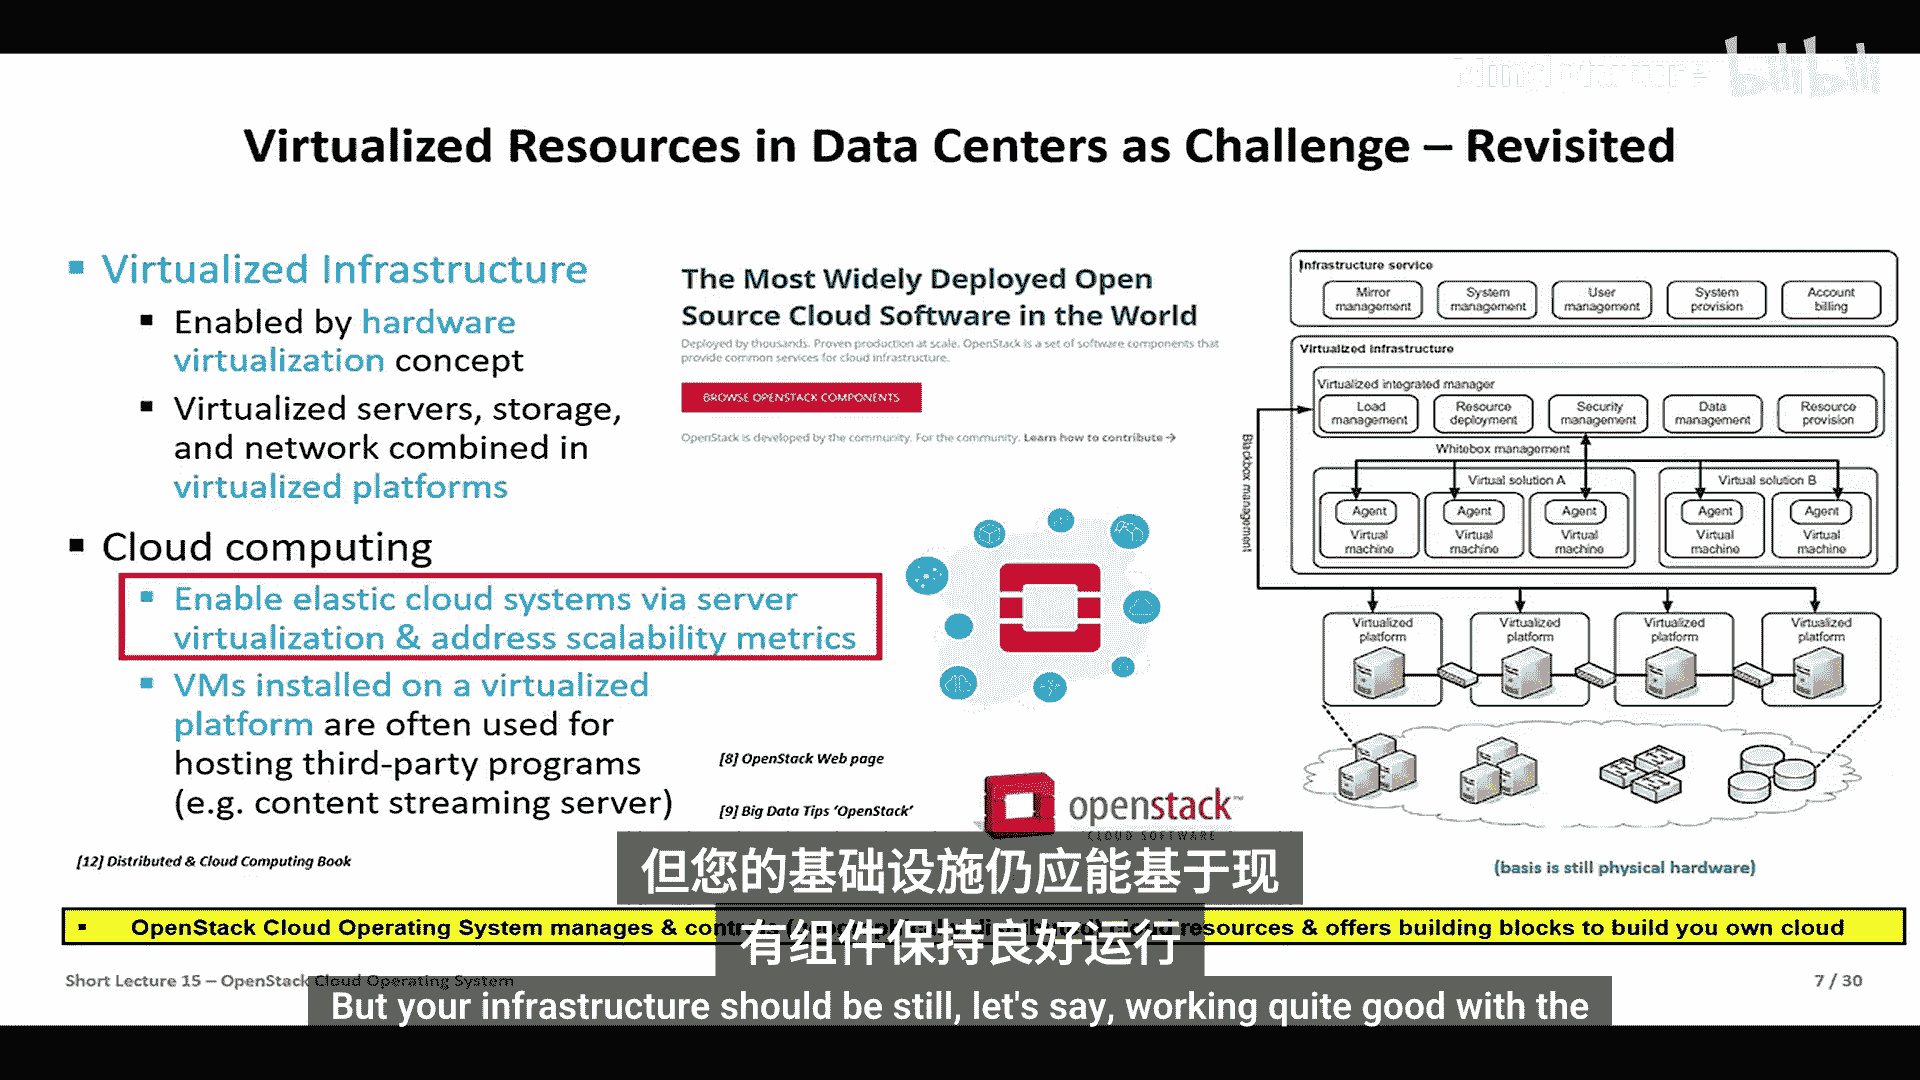 bilibili
Virtualized Resources in Data Centers as Challenge – Revisited
Virtualized Infrastructure
Enabled by hardware
virtualization concept
Virtualized servers, storage,
and network combined in
virtualized platforms
Cloud computing
Enable elastic cloud systems via server
virtualization & address scalability metrics
VMs installed on a virtualized
platform are often used for
hosting third-party programs
(e.g. content streaming server)
[12] Distributed & Cloud Computing Book
The Most Widely Deployed Open
Source Cloud Software in the World
Deployed by thousands. Proven production at scale. OpenStack is a set of software components that
provide common services for cloud infrastructure.
BROWSE OPENSTACK COMPONENTS
OpenStack is developed by the community. For the community. Learn how to contribute →
[8] OpenStack Web page
[9] Big Data Tips ‘OpenStack’
openstack™
CLOUD SOFTWARE
Infrastructure service
Mirror management
System management
User management
System provision
Account billing
Virtualized infrastructure
Virtualized integrated manager
Load management
Resource deployment
Security management
Data management
Resource provision
Whitebox management
Blackbox management
Virtual solution A
Virtual solution B
Agent
Agent
Agent
Agent
Agent
Virtual machine
Virtual machine
Virtual machine
Virtual machine
Virtual machine
Virtualized platform
Virtualized platform
Virtualized platform
Virtualized platform
(basis is still physical hardware)
OpenStack Cloud Operating System manages & resources & offers building blocks to build you own cloud
Short Lecture 15 – OpenStack Cloud Operating System
7 / 30
但您的基础设施仍应能基于现
有组件保持良好运行
But your infrastructure should be still, let's say, working quite good with the